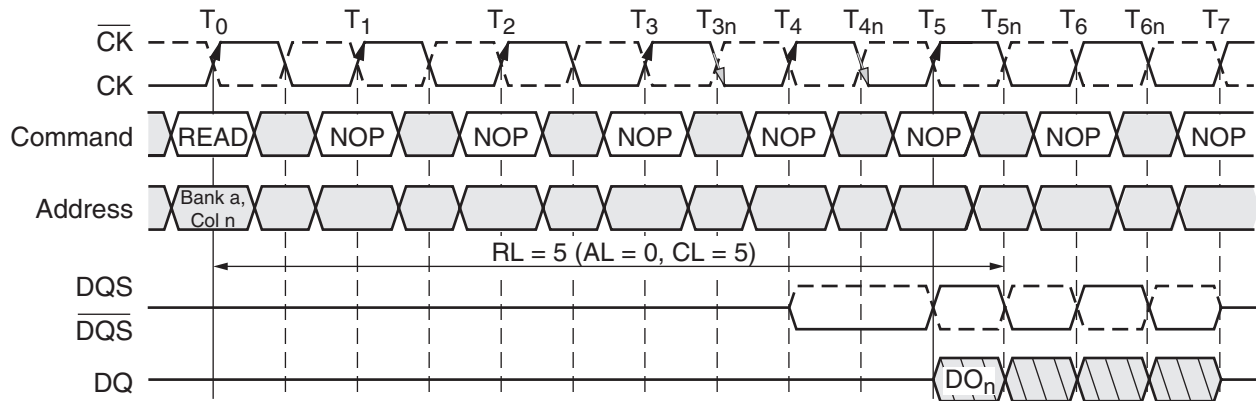 T0 T1 T2 T3 T3n T4 T4n T5 T5n T6 T6n T7
CK
CK
Command READ NOP NOP NOP NOP NOP NOP NOP
Address Bank a,
Col n
RL = 5 (AL = 0, CL = 5)
DQS
DQS
DQ DOn